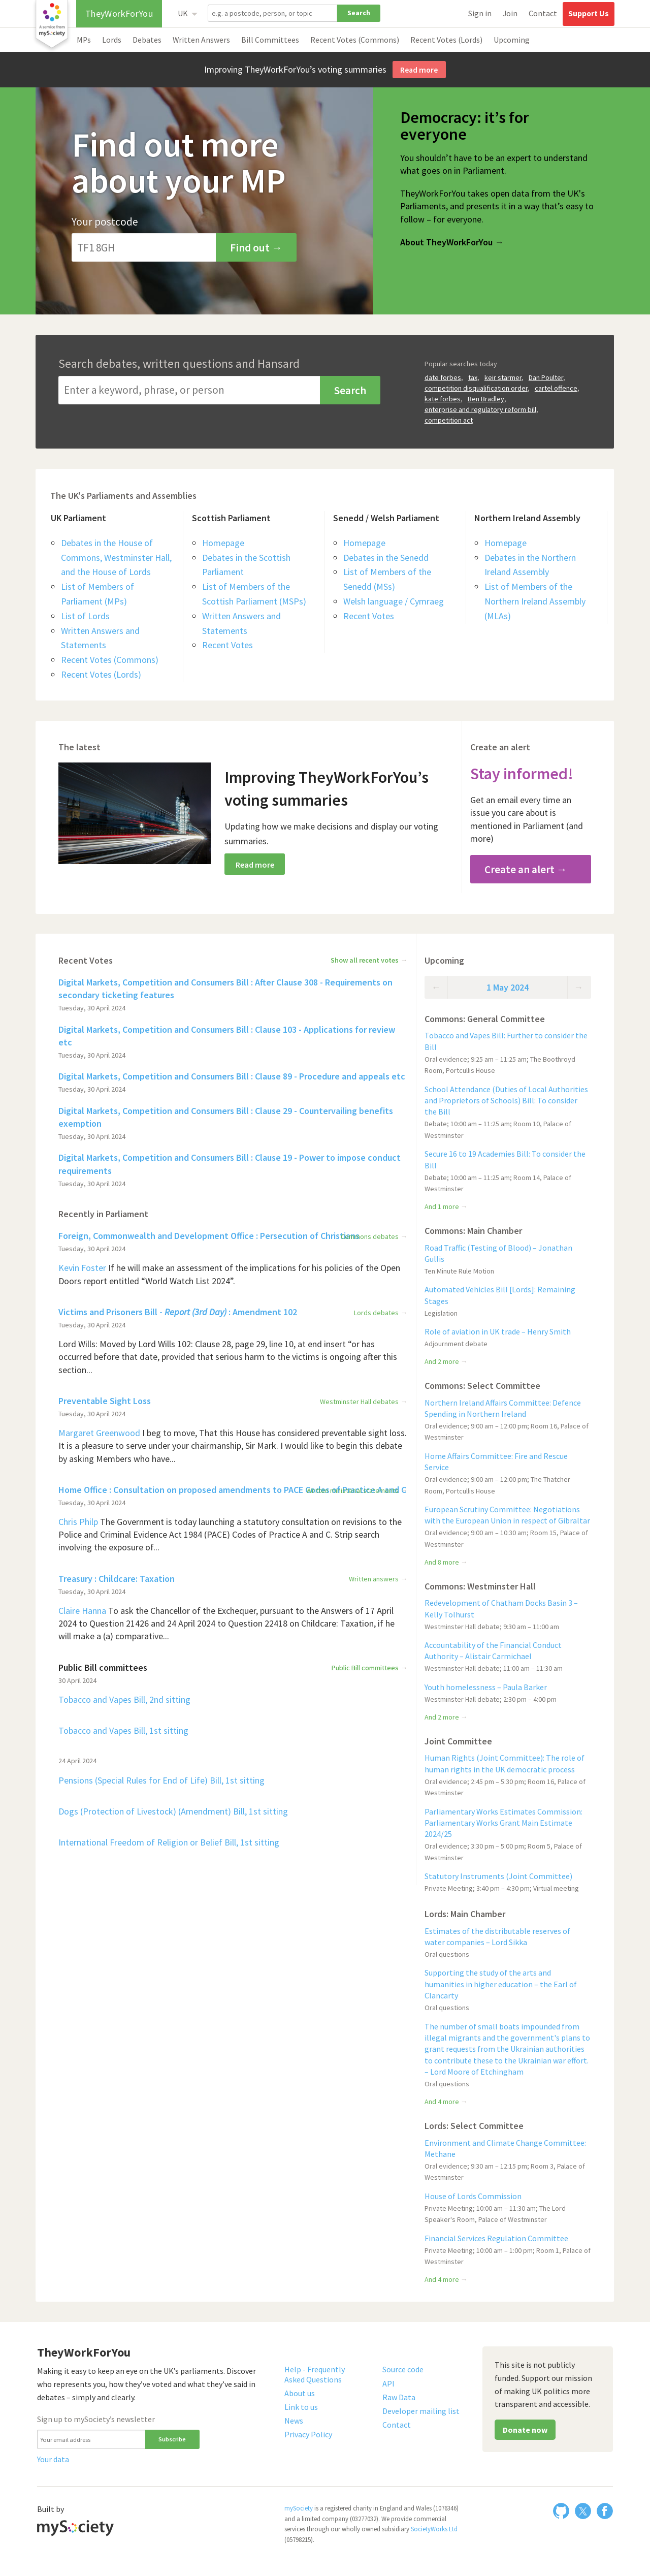 a service from
mySociety
TheyWorkForYou
UK
e.g. a postcode, person, or topic
Search
Sign in
Join
Contact
Support Us
MPs
Lords
Debates
Written Answers
Bill Committees
Recent Votes (Commons)
Recent Votes (Lords)
Upcoming
Improving TheyWorkForYou's voting summaries
Read more
Find out more
about your MP
Your postcode
TF1 8GH
Find out →
Democracy: it's for
everyone
You shouldn't have to be an expert to understand
what goes on in Parliament.
TheyWorkForYou takes open data from the UK's
Parliaments, and presents it in a way that's easy to
follow – for everyone.
About TheyWorkForYou →
Search debates, written questions and Hansard
Enter a keyword, phrase, or person
Search
Popular searches today
date forbes, tax, keir starmer, Dan Poulter,
competition disqualification order, cartel offence,
kate forbes, Ben Bradley,
enterprise and regulatory reform bill,
competition act
The UK's Parliaments and Assemblies
UK Parliament
Debates in the House of
Commons, Westminster Hall,
and the House of Lords
List of Members of
Parliament (MPs)
List of Lords
Written Answers and
Statements
Recent Votes (Commons)
Recent Votes (Lords)
Scottish Parliament
Homepage
Debates in the Scottish
Parliament
List of Members of the
Scottish Parliament (MSPs)
Written Answers and
Statements
Recent Votes
Senedd / Welsh Parliament
Homepage
Debates in the Senedd
List of Members of the
Senedd (MSs)
Welsh language / Cymraeg
Recent Votes
Northern Ireland Assembly
Homepage
Debates in the Northern
Ireland Assembly
List of Members of the
Northern Ireland Assembly
(MLAs)
The latest
Improving TheyWorkForYou's
voting summaries
Updating how we make decisions and display our voting
summaries.
Read more
Create an alert
Stay informed!
Get an email every time an
issue you care about is
mentioned in Parliament (and
more)
Create an alert →
Recent Votes
Show all recent votes →
Digital Markets, Competition and Consumers Bill : After Clause 308 - Requirements on
secondary ticketing features
Tuesday, 30 April 2024
Digital Markets, Competition and Consumers Bill : Clause 103 - Applications for review
etc
Tuesday, 30 April 2024
Digital Markets, Competition and Consumers Bill : Clause 89 - Procedure and appeals etc
Tuesday, 30 April 2024
Digital Markets, Competition and Consumers Bill : Clause 29 - Countervailing benefits
exemption
Tuesday, 30 April 2024
Digital Markets, Competition and Consumers Bill : Clause 19 - Power to impose conduct
requirements
Tuesday, 30 April 2024
Recently in Parliament
Foreign, Commonwealth and Development Office : Persecution of Christians
debates →
Tuesday, 30 April 2024
Kevin Foster If he will make an assessment of the implications for his policies of the Open
Doors report entitled “World Watch List 2024”.
Victims and Prisoners Bill - Report (3rd Day) : Amendment 102
Lords debates →
Tuesday, 30 April 2024
Lord Wills: Moved by Lord Wills 102: Clause 28, page 29, line 10, at end insert “or has
occurred before that date, provided that serious harm to the victims is ongoing after this
section...
Preventable Sight Loss
Westminster Hall debates →
Tuesday, 30 April 2024
Margaret Greenwood I beg to move, That this House has considered preventable sight loss.
It is a pleasure to serve under your chairmanship, Sir Mark. I would like to begin this debate
by asking Members who have...
Home Office : Consultation on proposed amendments to PACE Codes of Practice A and C
Tuesday, 30 April 2024
Chris Philp The Government is today launching a statutory consultation on revisions to the
Police and Criminal Evidence Act 1984 (PACE) Codes of Practice A and C. Strip search
involving the exposure of...
Treasury : Childcare: Taxation
Written answers →
Tuesday, 30 April 2024
Claire Hanna To ask the Chancellor of the Exchequer, pursuant to the Answers of 17 April
2024 to Question 21426 and 24 April 2024 to Question 22418 on Childcare: Taxation, if he
will make a (a) comparative...
Public Bill committees
Public Bill committees →
30 April 2024
Tobacco and Vapes Bill, 2nd sitting
Tobacco and Vapes Bill, 1st sitting
24 April 2024
Pensions (Special Rules for End of Life) Bill, 1st sitting
Dogs (Protection of Livestock) (Amendment) Bill, 1st sitting
International Freedom of Religion or Belief Bill, 1st sitting
Upcoming
← 1 May 2024 →
Commons: General Committee
Tobacco and Vapes Bill: Further to consider the
Bill
Oral evidence; 9:25 am – 11:25 am; The Boothroyd
Room, Portcullis House
School Attendance (Duties of Local Authorities
and Proprietors of Schools) Bill: To consider
the Bill
Debate; 10:00 am – 11:25 am; Room 10, Palace of
Westminster
Secure 16 to 19 Academies Bill: To consider the
Bill
Debate; 10:00 am – 11:25 am; Room 14, Palace of
Westminster
And 1 more →
Commons: Main Chamber
Road Traffic (Testing of Blood) – Jonathan
Gullis
Ten Minute Rule Motion
Automated Vehicles Bill [Lords]: Remaining
Stages
Legislation
Role of aviation in UK trade – Henry Smith
Adjournment debate
And 2 more →
Commons: Select Committee
Northern Ireland Affairs Committee: Defence
Spending in Northern Ireland
Oral evidence; 9:00 am – 12:00 pm; Room 16, Palace of
Westminster
Home Affairs Committee: Fire and Rescue
Service
Oral evidence; 9:00 am – 12:00 pm; The Thatcher
Room, Portcullis House
European Scrutiny Committee: Negotiations
with the European Union in respect of Gibraltar
Oral evidence; 9:00 am – 10:30 am; Room 15, Palace of
Westminster
And 8 more →
Commons: Westminster Hall
Redevelopment of Chatham Docks Basin 3 –
Kelly Tolhurst
Westminster Hall debate; 9:30 am – 11:00 am
Accountability of the Financial Conduct
Authority – Alistair Carmichael
Westminster Hall debate; 11:00 am – 11:30 am
Youth homelessness – Paula Barker
Westminster Hall debate; 2:30 pm – 4:00 pm
And 2 more →
Joint Committee
Human Rights (Joint Committee): The role of
human rights in the UK democratic process
Oral evidence; 2:45 pm – 5:30 pm; Room 16, Palace of
Westminster
Parliamentary Works Estimates Commission:
Parliamentary Works Grant Main Estimate
2024/25
Oral evidence; 3:30 pm – 5:00 pm; Room 5, Palace of
Westminster
Statutory Instruments (Joint Committee)
Private Meeting; 3:40 pm – 4:30 pm; Virtual meeting
Lords: Main Chamber
Estimates of the distributable reserves of
water companies – Lord Sikka
Oral questions
Supporting the study of the arts and
humanities in higher education – the Earl of
Clancarty
Oral questions
The number of small boats impounded from
illegal migrants and the government's plans to
grant requests from the Ukrainian authorities
to contribute these to the Ukrainian war effort.
– Lord Moore of Etchingham
Oral questions
And 4 more →
Lords: Select Committee
Environment and Climate Change Committee:
Methane
Oral evidence; 9:30 am – 12:15 pm; Room 3, Palace of
Westminster
House of Lords Commission
Private Meeting; 10:00 am – 11:30 am; The Lord
Speaker's Room, Palace of Westminster
Financial Services Regulation Committee
Private Meeting; 10:00 am – 1:00 pm; Room 1, Palace of
Westminster
And 4 more →
TheyWorkForYou
Making it easy to keep an eye on the UK's parliaments. Discover
who represents you, how they've voted and what they've said in
debates – simply and clearly.
Sign up to mySociety's newsletter
Your email address
Subscribe
Your data
Help - Frequently
Asked Questions
About us
Link to us
News
Privacy Policy
Source code
API
Raw Data
Developer mailing list
Contact
This site is not publicly
funded. Support our mission
of making UK politics more
transparent and accessible.
Donate now
Built by
mySociety
mySociety is a registered charity in England and Wales (1076346)
and a limited company (03277032). We provide commercial
services through our wholly owned subsidiary SocietyWorks Ltd
(05798215).